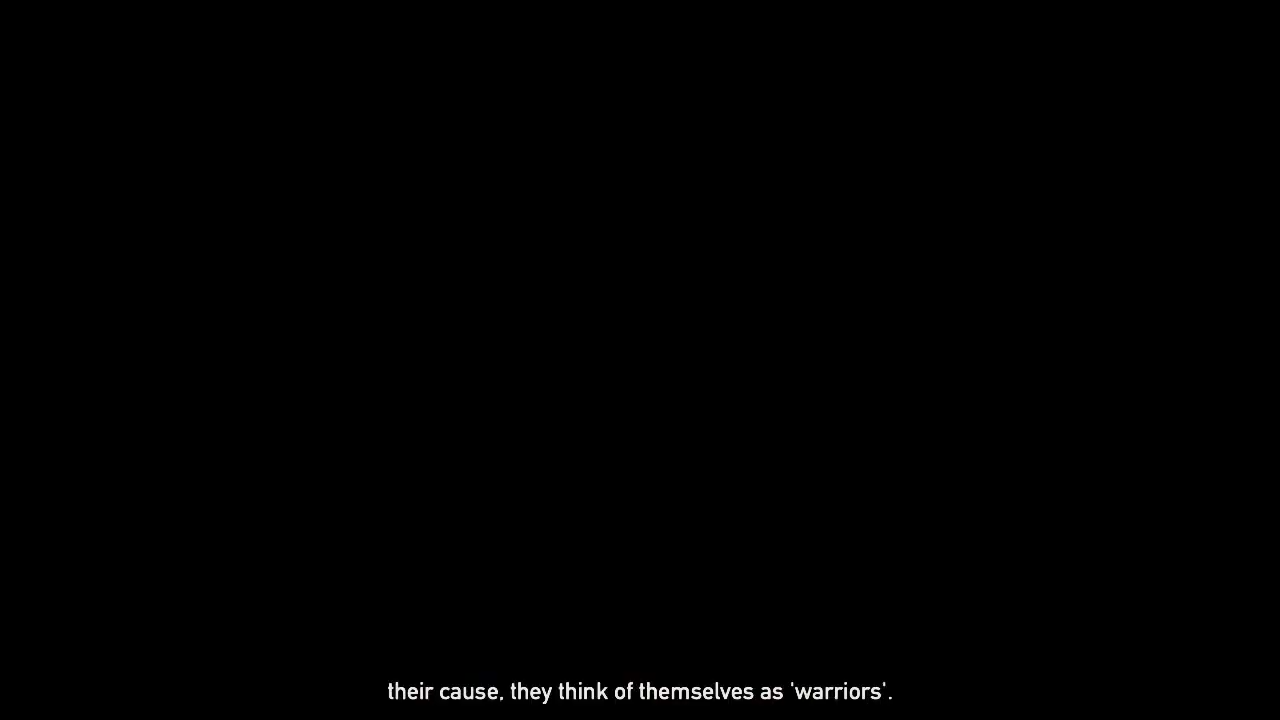 their cause, they think of themselves as 'warriors'.